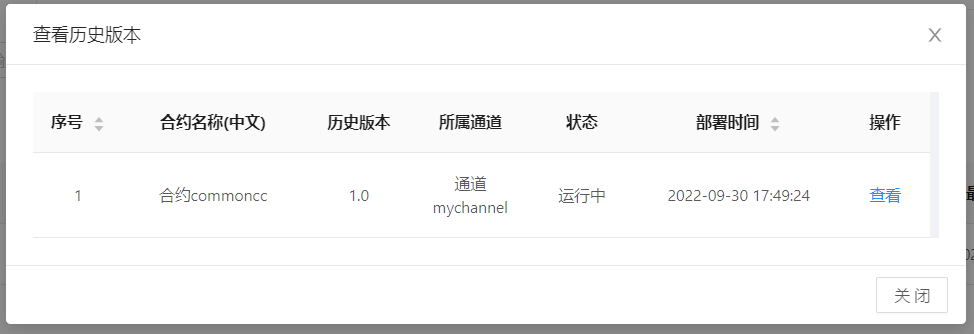 查看历史版本
序号 合约名称(中文) 历史版本 所属通道 状态 部署时间 操作
1 合约commoncc 1.0 通道 mychannel 运行中 2022-09-30 17:49:24 查看
关 闭